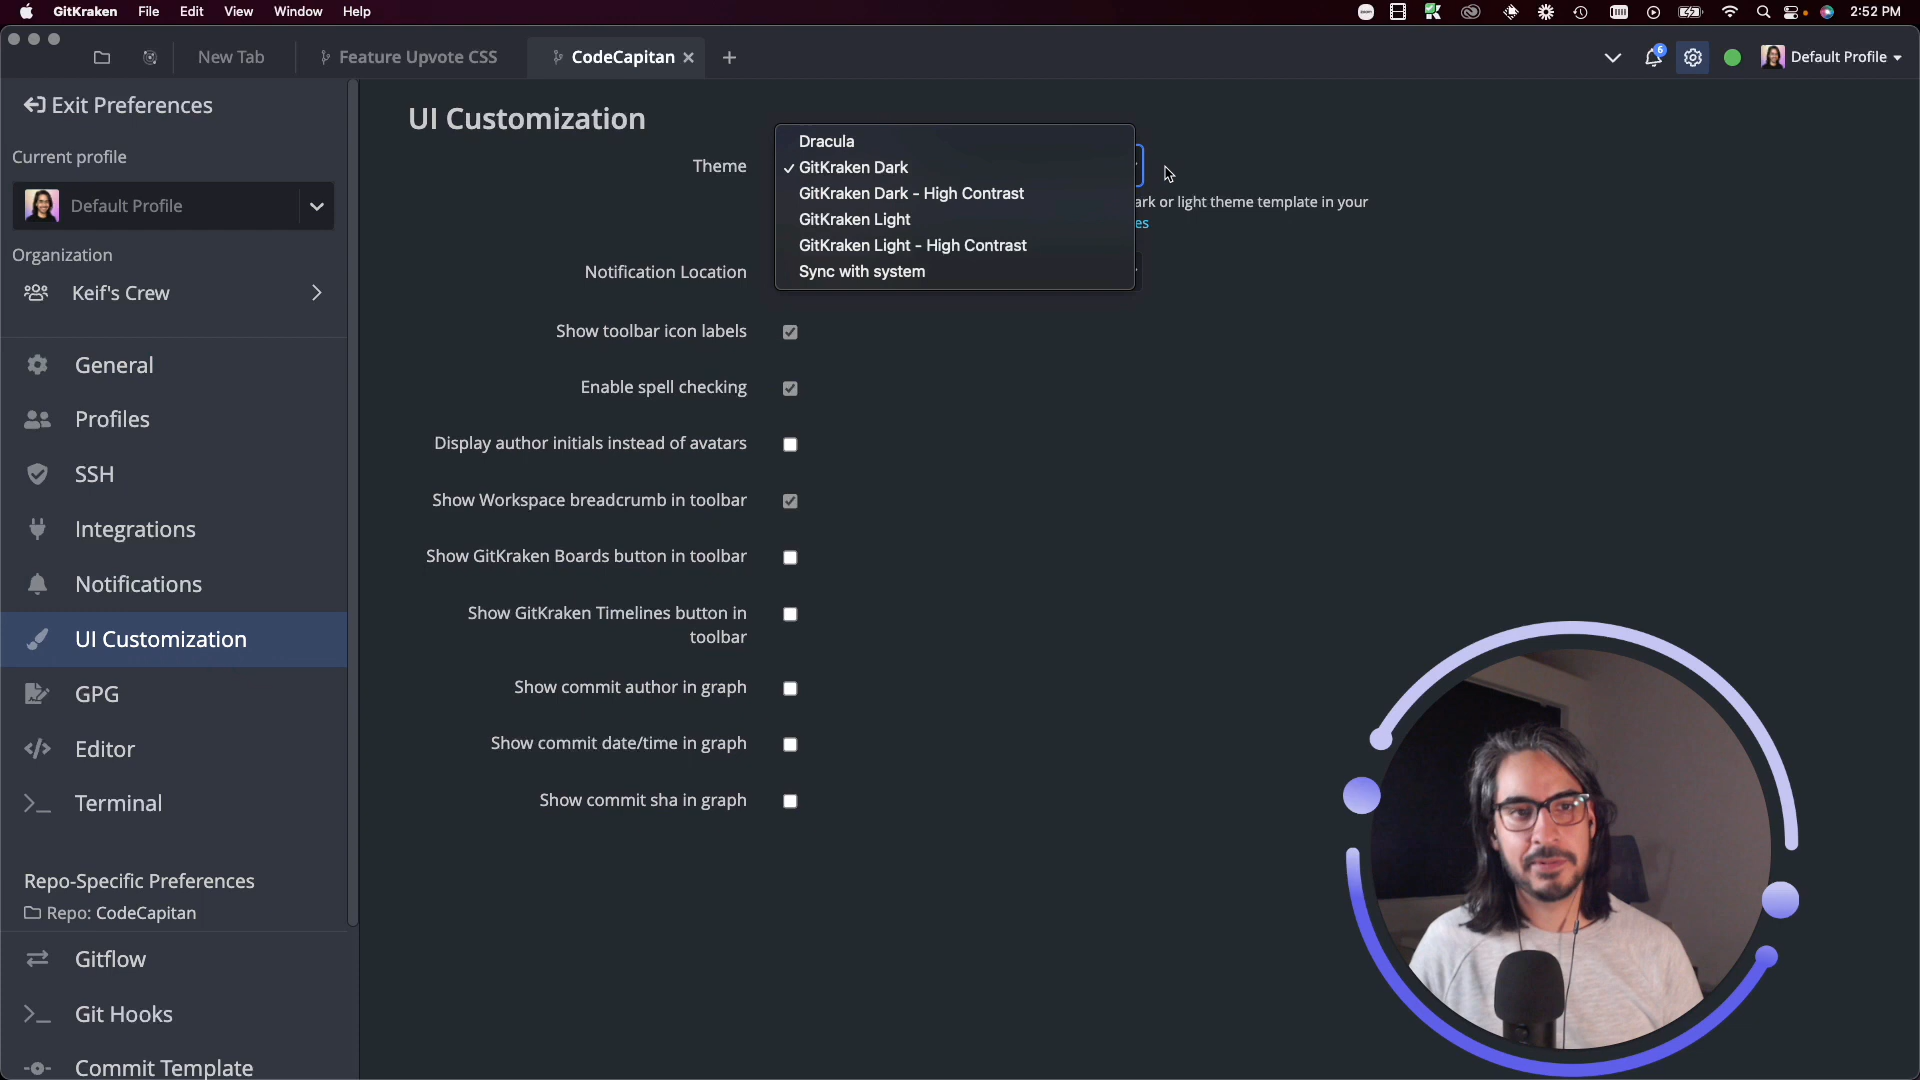 GitKraken File Edit View Window Help
2:52 PM
New Tab
Feature Upvote CSS
CodeCapitan
6
Default Profile
Exit Preferences
Current profile
Default Profile
Organization
Keif's Crew
General
Profiles
SSH
Integrations
Notifications
UI Customization
GPG
Editor
Terminal
Repo-Specific Preferences
Repo: CodeCapitan
Gitflow
Git Hooks
Commit Template
UI Customization
Theme
Dracula
GitKraken Dark
GitKraken Dark - High Contrast
GitKraken Light
GitKraken Light - High Contrast
Sync with system
ark or light theme template in your
es
Notification Location
Show toolbar icon labels
Enable spell checking
Display author initials instead of avatars
Show Workspace breadcrumb in toolbar
Show GitKraken Boards button in toolbar
Show GitKraken Timelines button in
toolbar
Show commit author in graph
Show commit date/time in graph
Show commit sha in graph